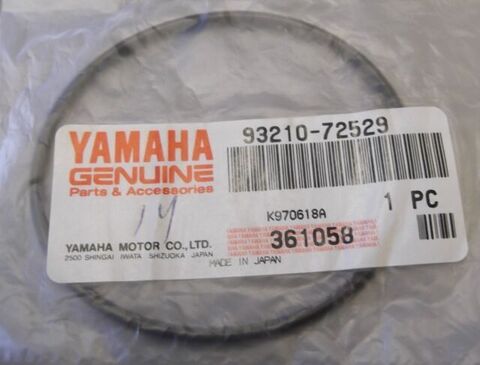 YAMAHA
GENUINE
Parts & Accessories
14
YAMAHA MOTOR CO., LTD.
2500 SHINGAI IWATA SHIZUOKA JAPAN
93210-72529
1 PC
K970618A
361058
MADE IN JAPAN